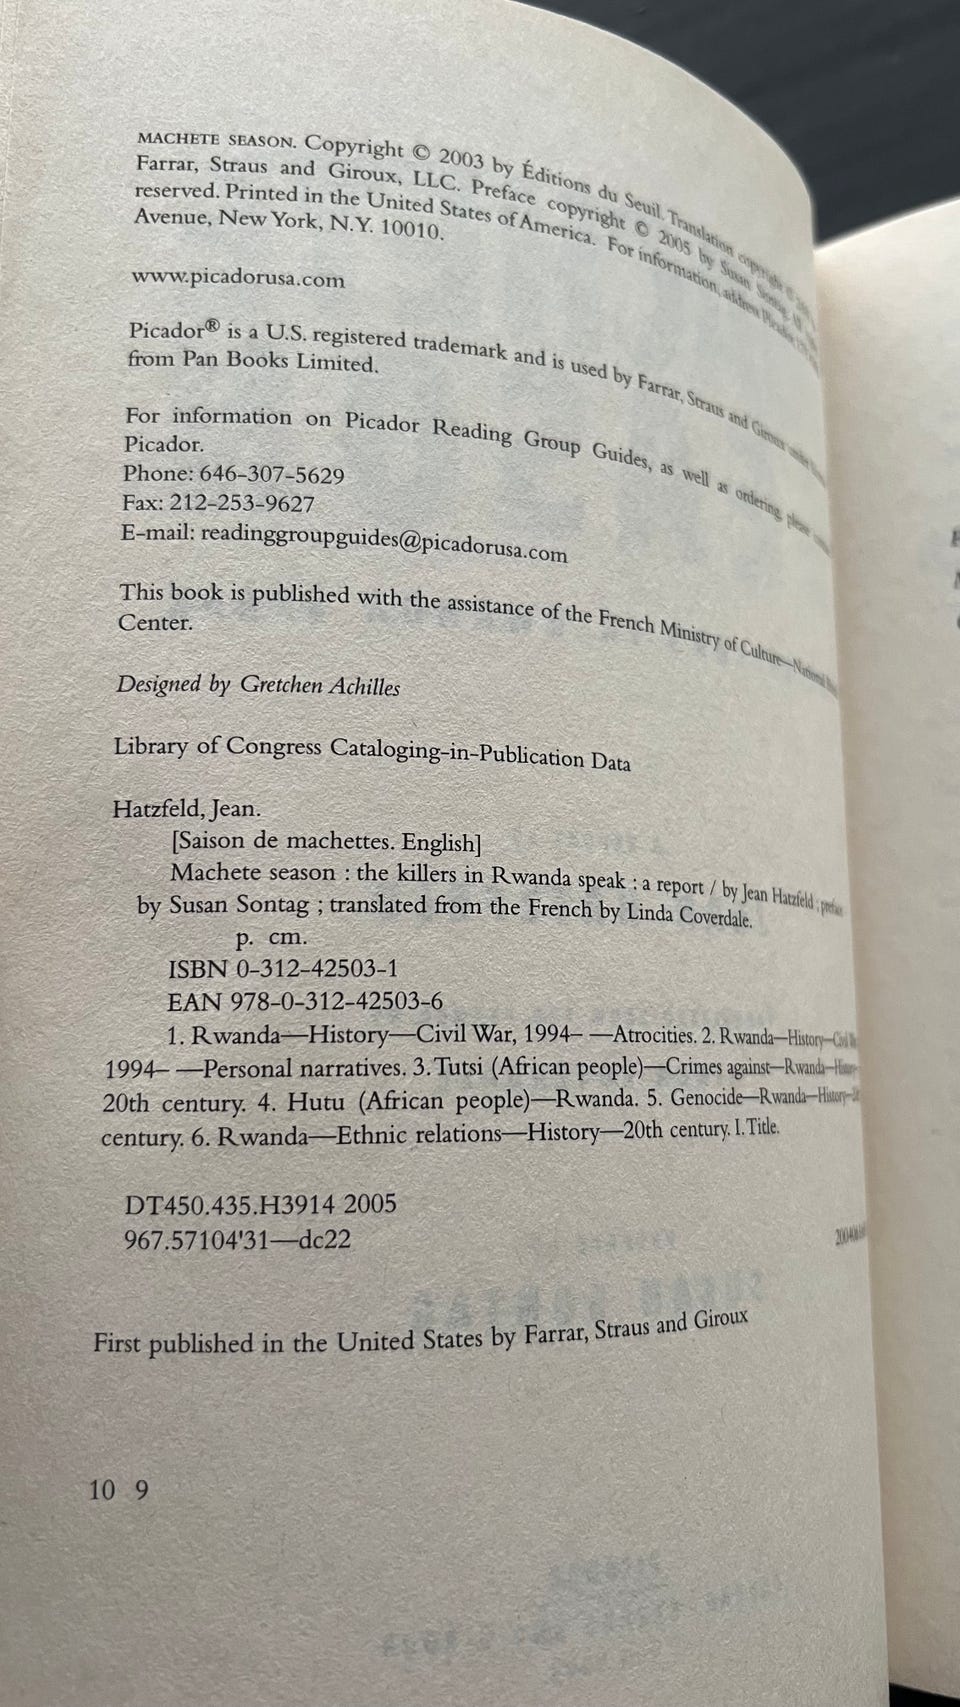 MACHETE SEASON. Copyright © 2003 by Éditions du Seuil. Translation copyright ©
Farrar, Straus and Giroux, LLC. Preface copyright © 2005 by Susan Sontag. All
reserved. Printed in the United States of America. For information, address Picador,
Avenue, New York, N.Y. 10010.
www.picadorusa.com
Picador® is a U.S. registered trademark and is used by Farrar, Straus and Giroux under
from Pan Books Limited.
For information on Picador Reading Group Guides, as well as ordering, please
Picador.
Phone: 646-307-5629
Fax: 212-253-9627
E-mail: readinggroupguides@picadorusa.com
This book is published with the assistance of the French Ministry of Culture—National
Center.
Designed by Gretchen Achilles
Library of Congress Cataloging-in-Publication Data
Hatzfeld, Jean.
[Saison de machettes. English]
Machete season : the killers in Rwanda speak : a report / by Jean Hatzfeld ; preface
by Susan Sontag ; translated from the French by Linda Coverdale.
p. cm.
ISBN 0-312-42503-1
EAN 978-0-312-42503-6
1. Rwanda—History—Civil War, 1994– —Atrocities. 2. Rwanda—History—Civil
1994– —Personal narratives. 3. Tutsi (African people)—Crimes against—Rwanda—History—
20th century. 4. Hutu (African people)—Rwanda. 5. Genocide—Rwanda—History—
century. 6. Rwanda—Ethnic relations—History—20th century. I. Title.
DT450.435.H3914 2005
967.57104'31—dc22
First published in the United States by Farrar, Straus and Giroux
10 9